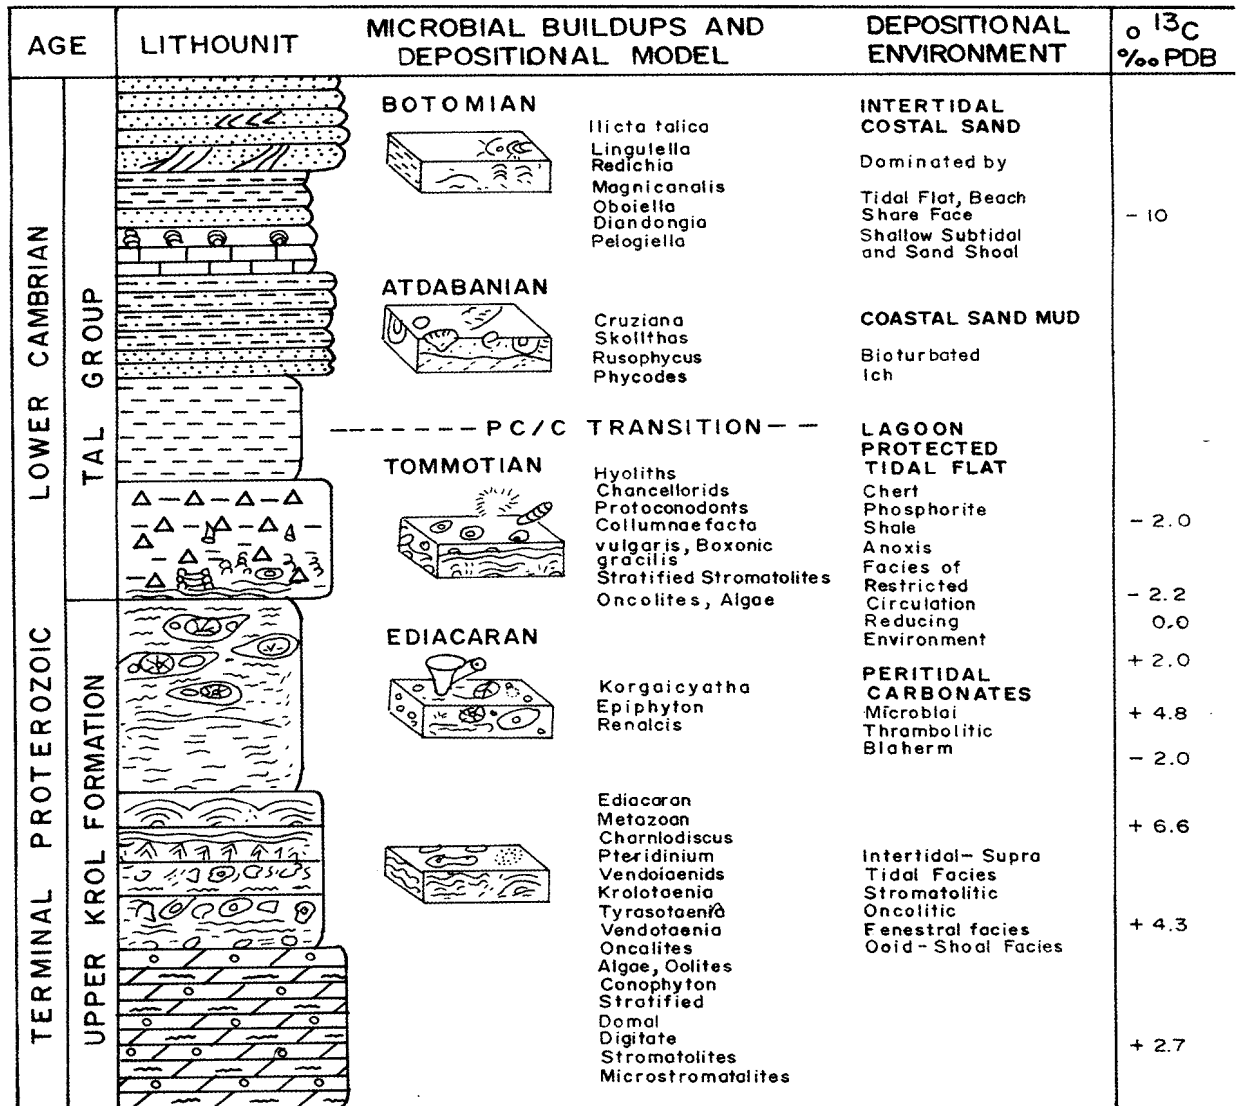 AGE
LITHOUNIT
MICROBIAL BUILDUPS AND
DEPOSITIONAL MODEL
DEPOSITIONAL
ENVIRONMENT
o 13C
%oo PDB
LOWER CAMBRIAN
TERMINAL PROTEROZOIC
TAL GROUP
UPPER KROL FORMATION
BOTOMIAN
Ilicta talica
Lingulella
Redichia
Magnicanalis
Oboiella
Diandongia
Pelogiella
INTERTIDAL
COSTAL SAND
Dominated by
Tidal Flat, Beach
Share Face
Shallow Subtidal
and Sand Shoal
- 10
ATDABANIAN
Cruziana
Skolithas
Rusophycus
Phycodes
COASTAL SAND MUD
Bioturbated
Ich
PC/C TRANSITION
TOMMOTIAN
Hyoliths
Chancellorids
Protoconodonts
Collumnaefacta
vulgaris, Boxonic
gracilis
Stratified Stromatolites
Oncolites, Algae
LAGOON
PROTECTED
TIDAL FLAT
Chert
Phosphorite
Shale
Anoxis
Facies of
Restricted
Circulation
Reducing
Environment
- 2.0
- 2.2
0.0
+ 2.0
EDIACARAN
Korgaicyatha
Epiphyton
Renalcis
PERITIDAL
CARBONATES
Microblai
Thrambolitic
Blaherm
+ 4.8
- 2.0
Ediacaran
Metazoan
Charnlodiscus
Pteridinium
Vendoiaenids
Krolotaenia
Tyrasotaenia
Vendotaenia
Oncalites
Algae, Oolites
Conophyton
Stratified
Domal
Digitate
Stromatolites
Microstromatalites
Intertidal- Supra
Tidal Facies
Stromatolitic
Oncolitic
Fenestral facies
Ooid-Shoal Facies
+ 6.6
+ 4.3
+ 2.7